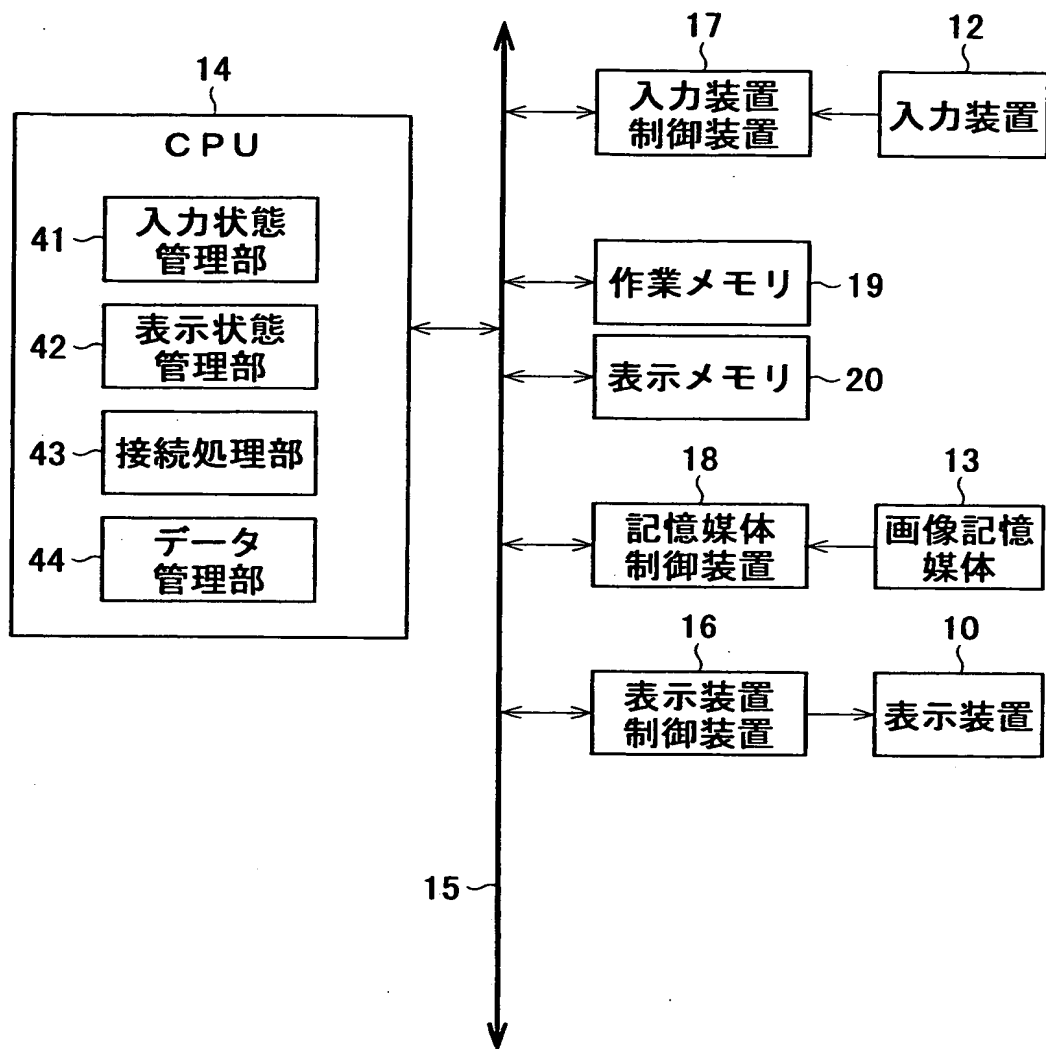 14
CPU
41
入力状態
管理部
42
表示状態
管理部
43
接続処理部
44
データ
管理部
15
17
入力装置
制御装置
12
入力装置
作業メモリ
19
表示メモリ
20
18
記憶媒体
制御装置
13
画像記憶
媒体
16
表示装置
制御装置
10
表示装置